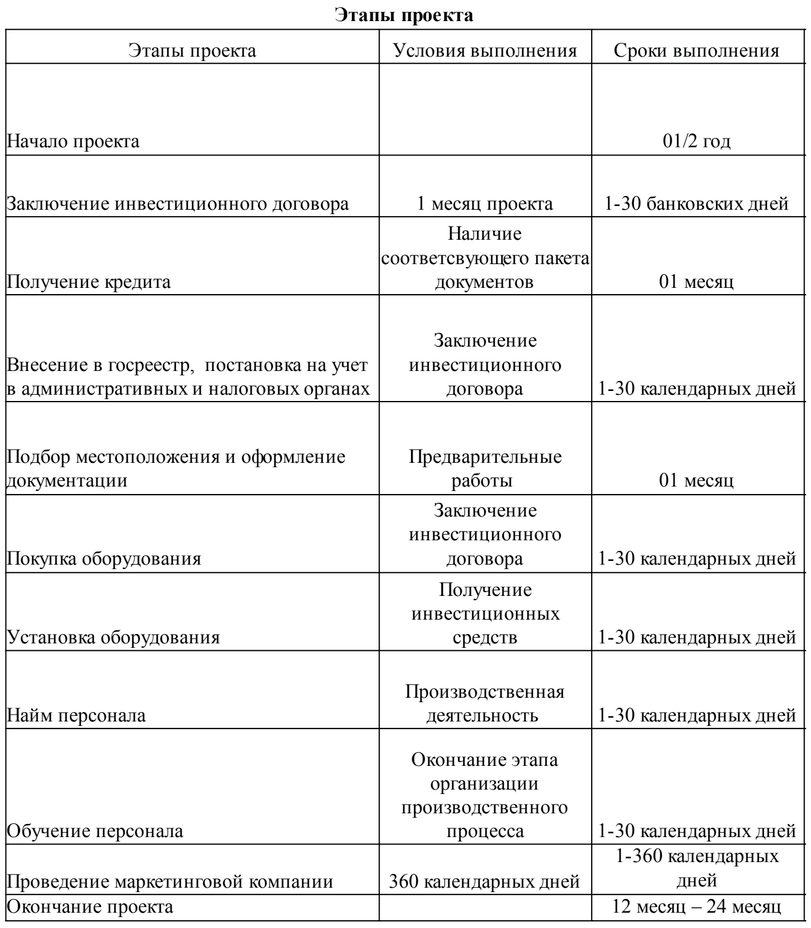 Этапы проекта
Этапы проекта Условия выполнения Сроки выполнения
Начало проекта 01/2 год
Заключение инвестиционного договора 1 месяц проекта 1-30 банковских дней
Наличие
соответсвующего пакета
Получение кредита документов 01 месяц
Заключение
Внесение в госреестр, постановка на учет инвестиционного
в административных и налоговых органах договора 1-30 календарных дней
Подбор местоположения и оформление Предварительные
документации работы 01 месяц
Заключение
инвестиционного
Покупка оборудования договора 1-30 календарных дней
Получение
инвестиционных
Установка оборудования средств 1-30 календарных дней
Производственная
Найм персонала деятельность 1-30 календарных дней
Окончание этапа
организации
производственного
Обучение персонала процесса 1-30 календарных дней
1-360 календарных
Проведение маркетинговой компании 360 календарных дней дней
Окончание проекта 12 месяц – 24 месяц